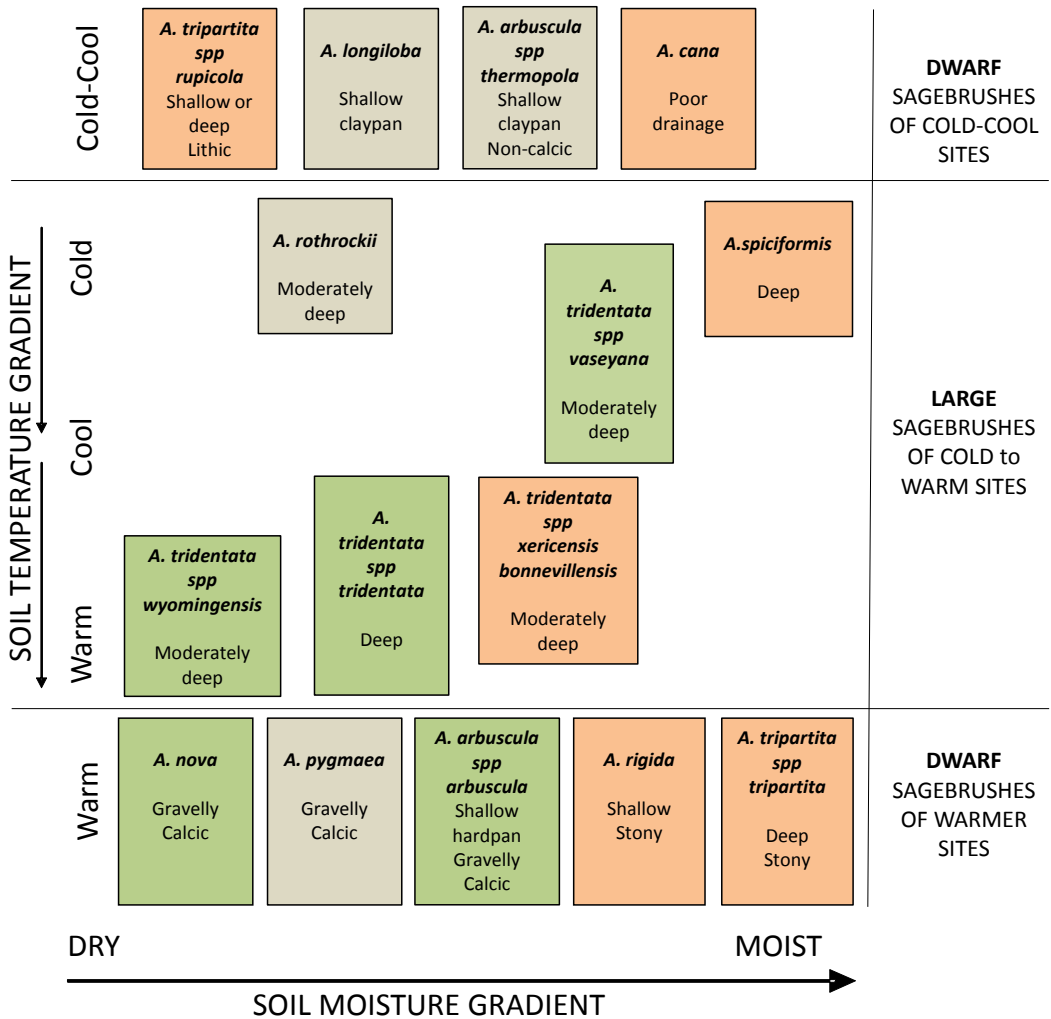 Cold-Cool
A. tripartita
spp
rupicola
Shallow or
deep
Lithic
A. longiloba
Shallow
claypan
A. arbuscula
spp
thermopola
Shallow
claypan
Non-calcic
A. cana
Poor
drainage
DWARF
SAGEBRUSHES
OF COLD-COOL
SITES
SOIL TEMPERATURE GRADIENT
Cold
Cool
Warm
A. rothrockii
Moderately
deep
A.
tridentata
spp
vaseyana
Moderately
deep
A.spiciformis
Deep
A. tridentata
spp
wyomingensis
Moderately
deep
A.
tridentata
spp
tridentata
Deep
A. tridentata
spp
xericensis
bonnevillensis
Moderately
deep
LARGE
SAGEBRUSHES
OF COLD to
WARM SITES
Warm
A. nova
Gravelly
Calcic
A. pygmaea
Gravelly
Calcic
A. arbuscula
spp
arbuscula
Shallow
hardpan
Gravelly
Calcic
A. rigida
Shallow
Stony
A. tripartita
spp
tripartita
Deep
Stony
DWARF
SAGEBRUSHES
OF WARMER
SITES
DRY
MOIST
SOIL MOISTURE GRADIENT